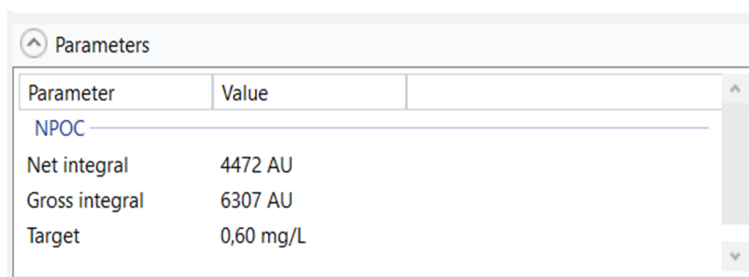 Parameters
Parameter Value
NPOC
Net integral 4472 AU
Gross integral 6307 AU
Target 0,60 mg/L